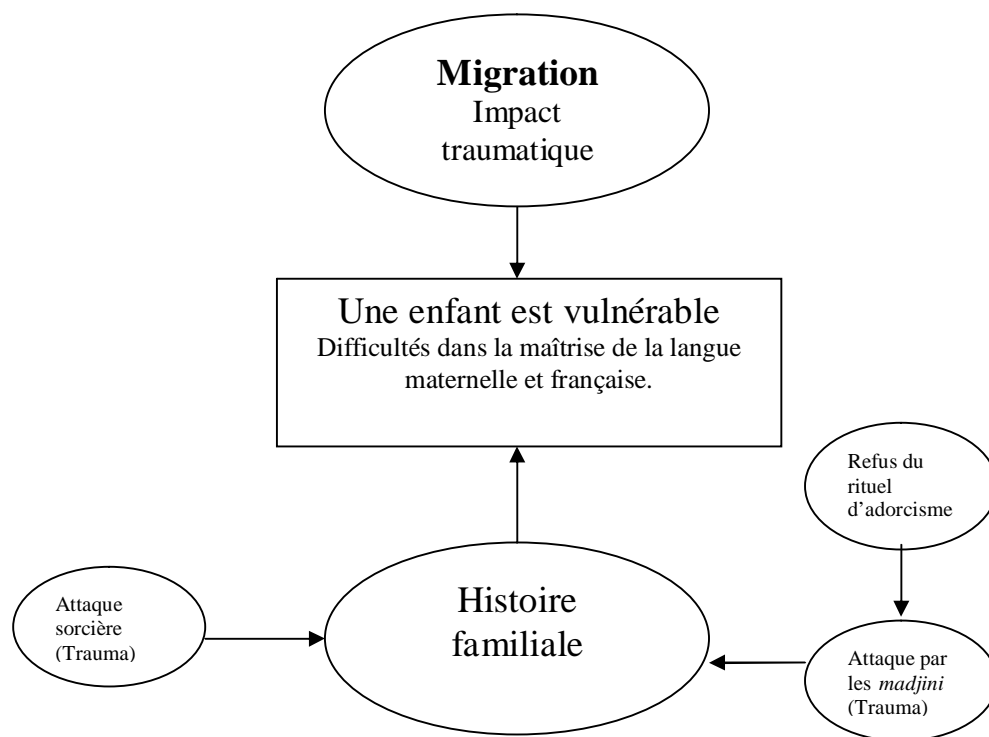 Migration
Impact
traumatique
Une enfant est vulnérable
Difficultés dans la maîtrise de la langue
maternelle et française.
Refus du
rituel
d’adorcisme
Histoire
familiale
Attaque
sorcière
(Trauma)
Attaque par
les madjini
(Trauma)